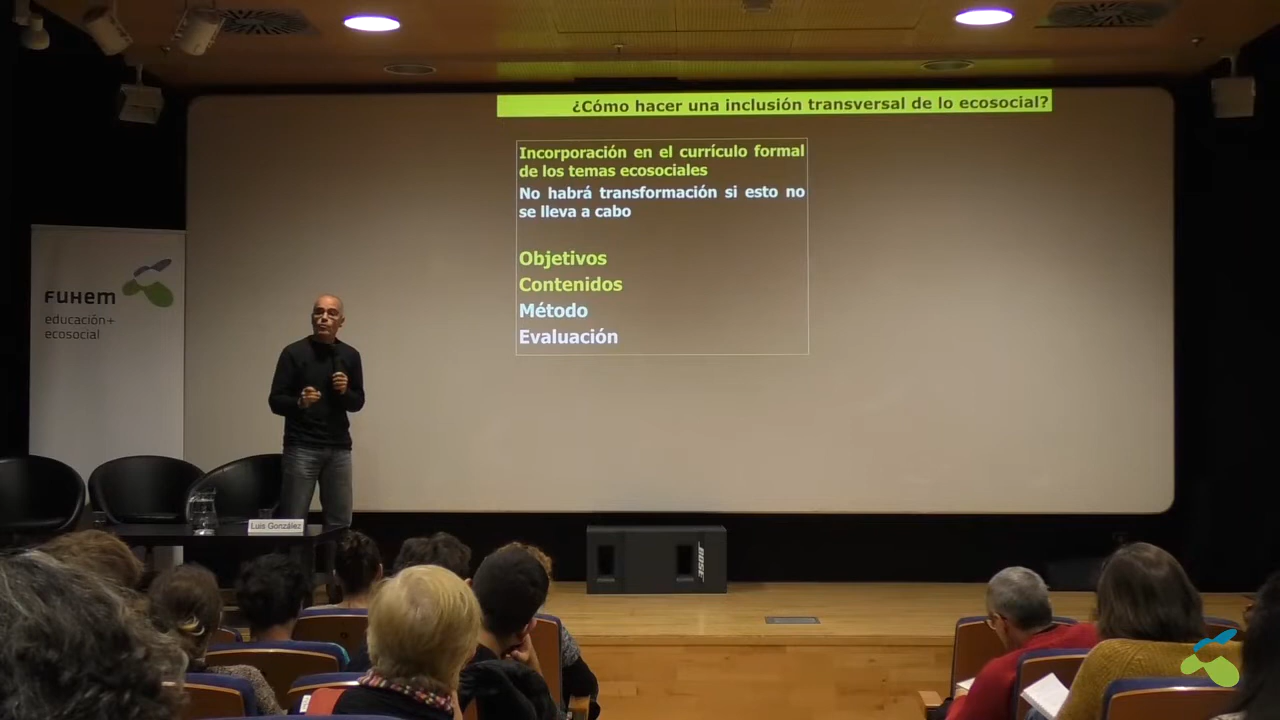 ¿Cómo hacer una inclusión transversal de lo ecosocial?
Incorporación en el currículo formal
de los temas ecosociales
No habrá transformación si esto no
se lleva a cabo
Objetivos
Contenidos
Método
Evaluación
FUHem
educación+
ecosocial
Luis González
BOSE